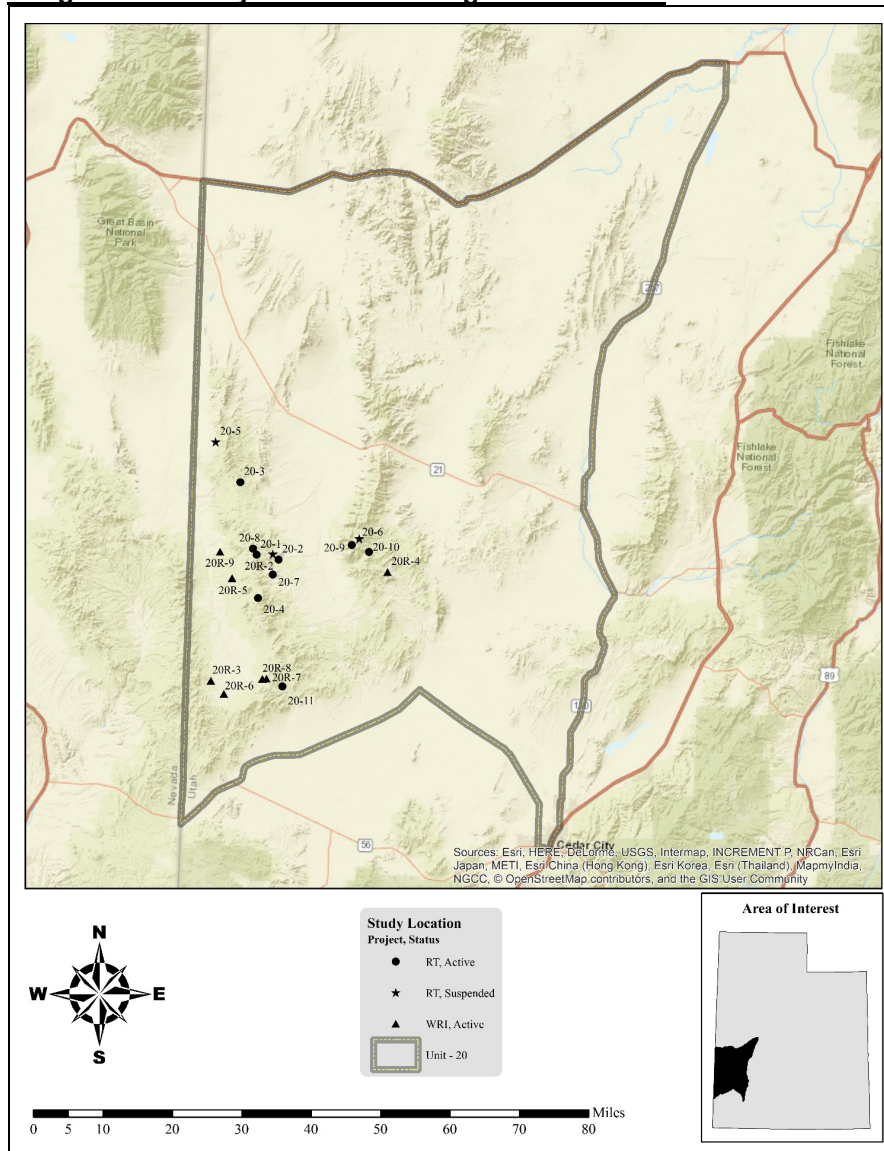 Great Basin
National
Park
257
Fishlake
National
Forest
Fishlake
National
Forest
20-5
20-3
21
20-8
20-1
20-2
20R-9
20R-2
20-7
20R-5
20-4
20-6
20-9
20-10
20R-4
20R-3
20R-8
20R-6
20R-7
20-11
89
130
Nevada
Utah
56
Cedar City
Sources: Esri, HERE, DeLorme, USGS, Intermap, INCREMENT P, NRCan, Esri
Japan, METI, Esri China (Hong Kong), Esri Korea, Esri (Thailand), MapmyIndia,
NGCC, © OpenStreetMap contributors, and the GIS User Community
N
W E
S
Study Location
Project, Status
RT, Active
RT, Suspended
WRI, Active
Unit - 20
Area of Interest
Miles
0 5 10 20 30 40 50 60 70 80